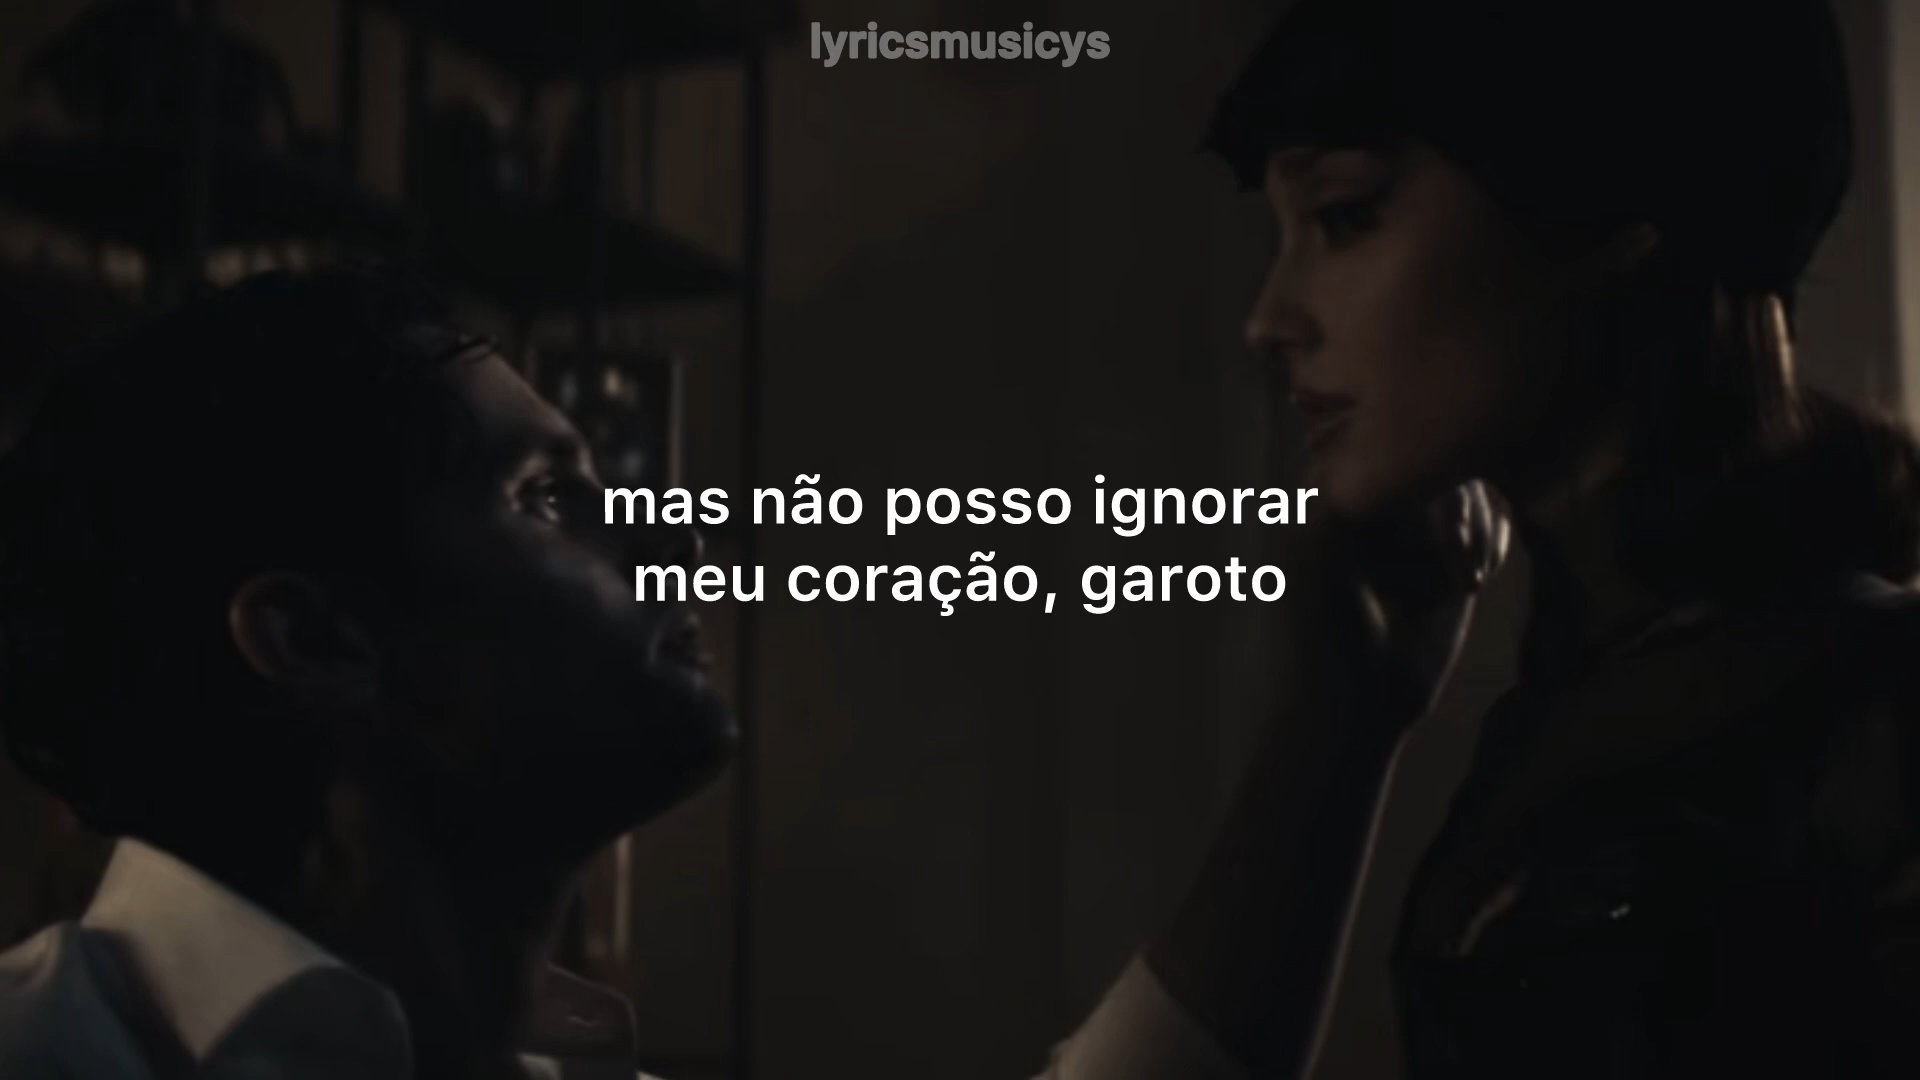 lyricsmusicys
mas não posso ignorar
meu coração, garoto